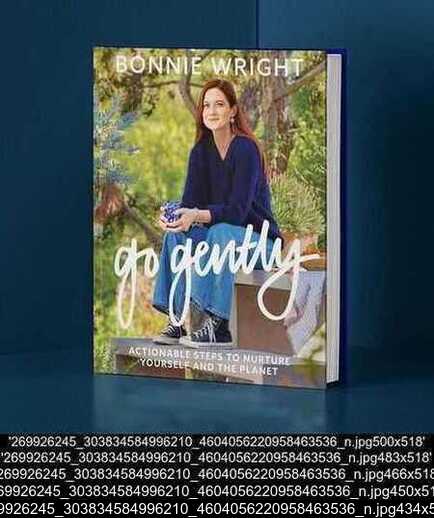 BONNIE WRIGHT
go gently
ACTIONABLE STEPS TO NURTURE
YOURSELF AND THE PLANET
'269926245_303834584996210_4604056220958463536_n.jpg500x518'
'269926245_303834584996210_4604056220958463536_n.jpg483x518'
269926245_303834584996210_4604056220958463536_n.jpg466x518
69926245_303834584996210_4604056220958463536_n.jpg450x51
9926245_303834584996210_4604056220958463536_n.jpg434x5